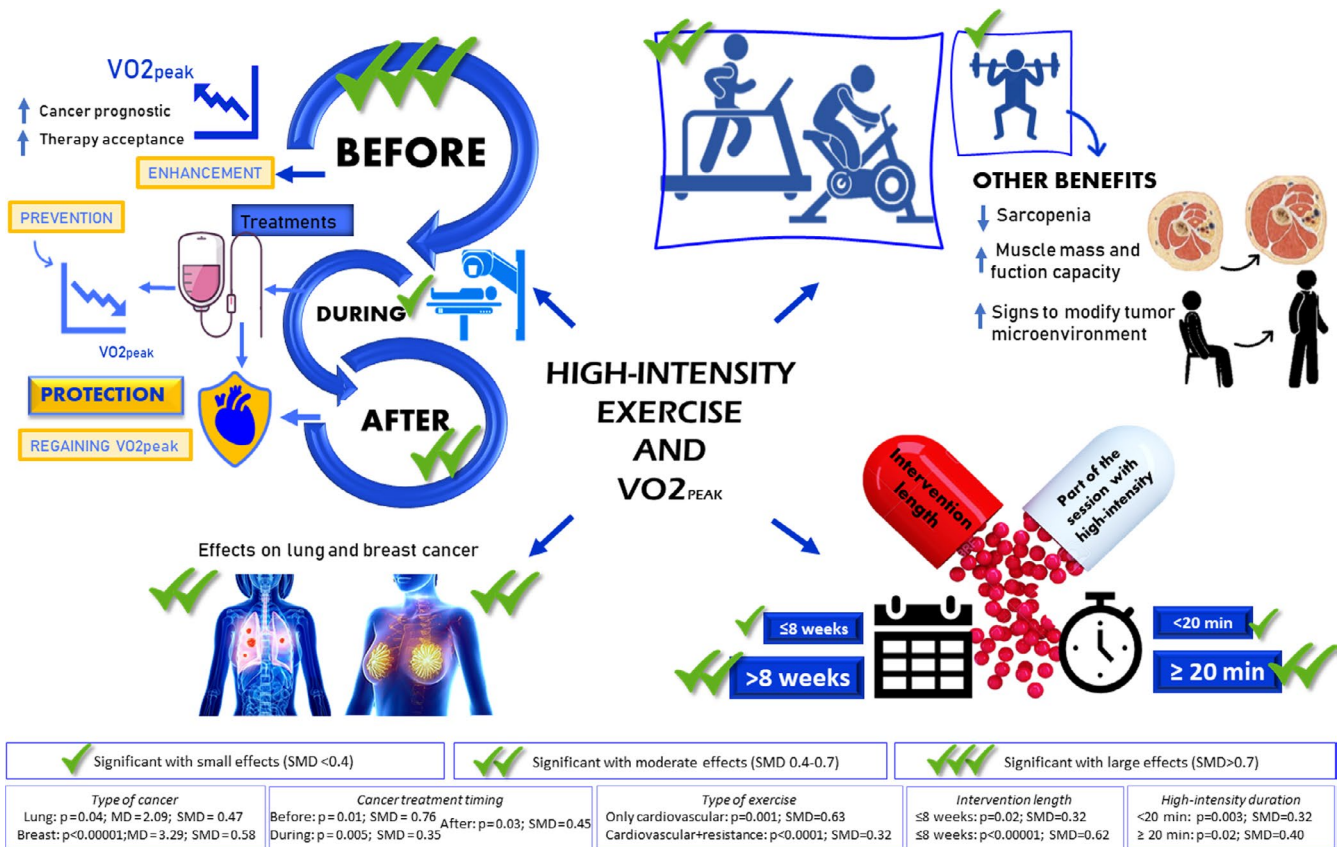 VO2peak
Cancer prognostic
Therapy acceptance
ENHANCEMENT
BEFORE
PREVENTION
Treatments
DURING
VO2peak
PROTECTION
REGAINING VO2peak
AFTER
HIGH-INTENSITY
EXERCISE
AND
VO2PEAK
OTHER BENEFITS
Sarcopenia
Muscle mass and
fuction capacity
Signs to modify tumor
microenvironment
Effects on lung and breast cancer
Intervention
length
Part of the
session with
high-intensity
≤8 weeks
>8 weeks
<20 min
≥ 20 min
Significant with small effects (SMD <0.4)
Significant with moderate effects (SMD 0.4-0.7)
Significant with large effects (SMD>0.7)
Type of cancer
Lung: p=0.04; MD=2.09; SMD= 0.47
Breast: p<0.00001;MD=3.29; SMD=0.58
Cancer treatment timing
Before: p=0.01; SMD=0.76
During: p=0.005; SMD=0.35
After: p=0.03; SMD=0.45
Type of exercise
Only cardiovascular: p=0.001; SMD=0.63
Cardiovascular+resistance: p<0.0001; SMD=0.32
Intervention length
≤8 weeks: p=0.02; SMD=0.32
≤8 weeks: p<0.00001; SMD=0.62
High-intensity duration
<20 min: p=0.003; SMD=0.32
≥ 20 min: p=0.02; SMD=0.40